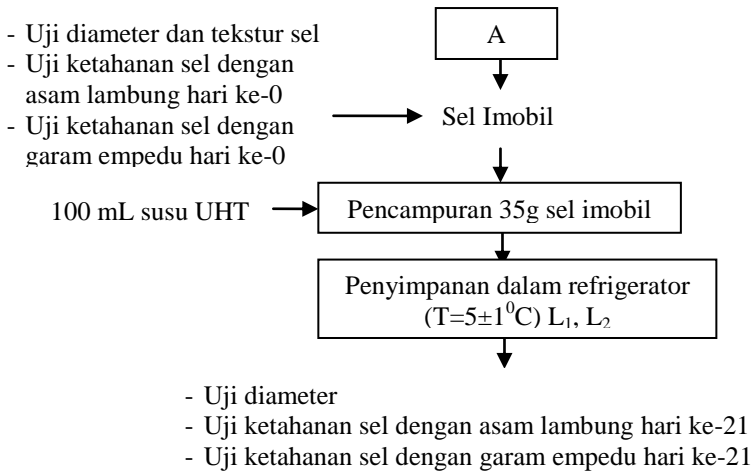 A
- Uji diameter dan tekstur sel
- Uji ketahanan sel dengan
asam lambung hari ke-0
- Uji ketahanan sel dengan
garam empedu hari ke-0
Sel Imobil
100 mL susu UHT
Pencampuran 35g sel imobil
Penyimpanan dalam refrigerator
(T=5±1⁰C) L₁, L₂
- Uji diameter
- Uji ketahanan sel dengan asam lambung hari ke-21
- Uji ketahanan sel dengan garam empedu hari ke-21